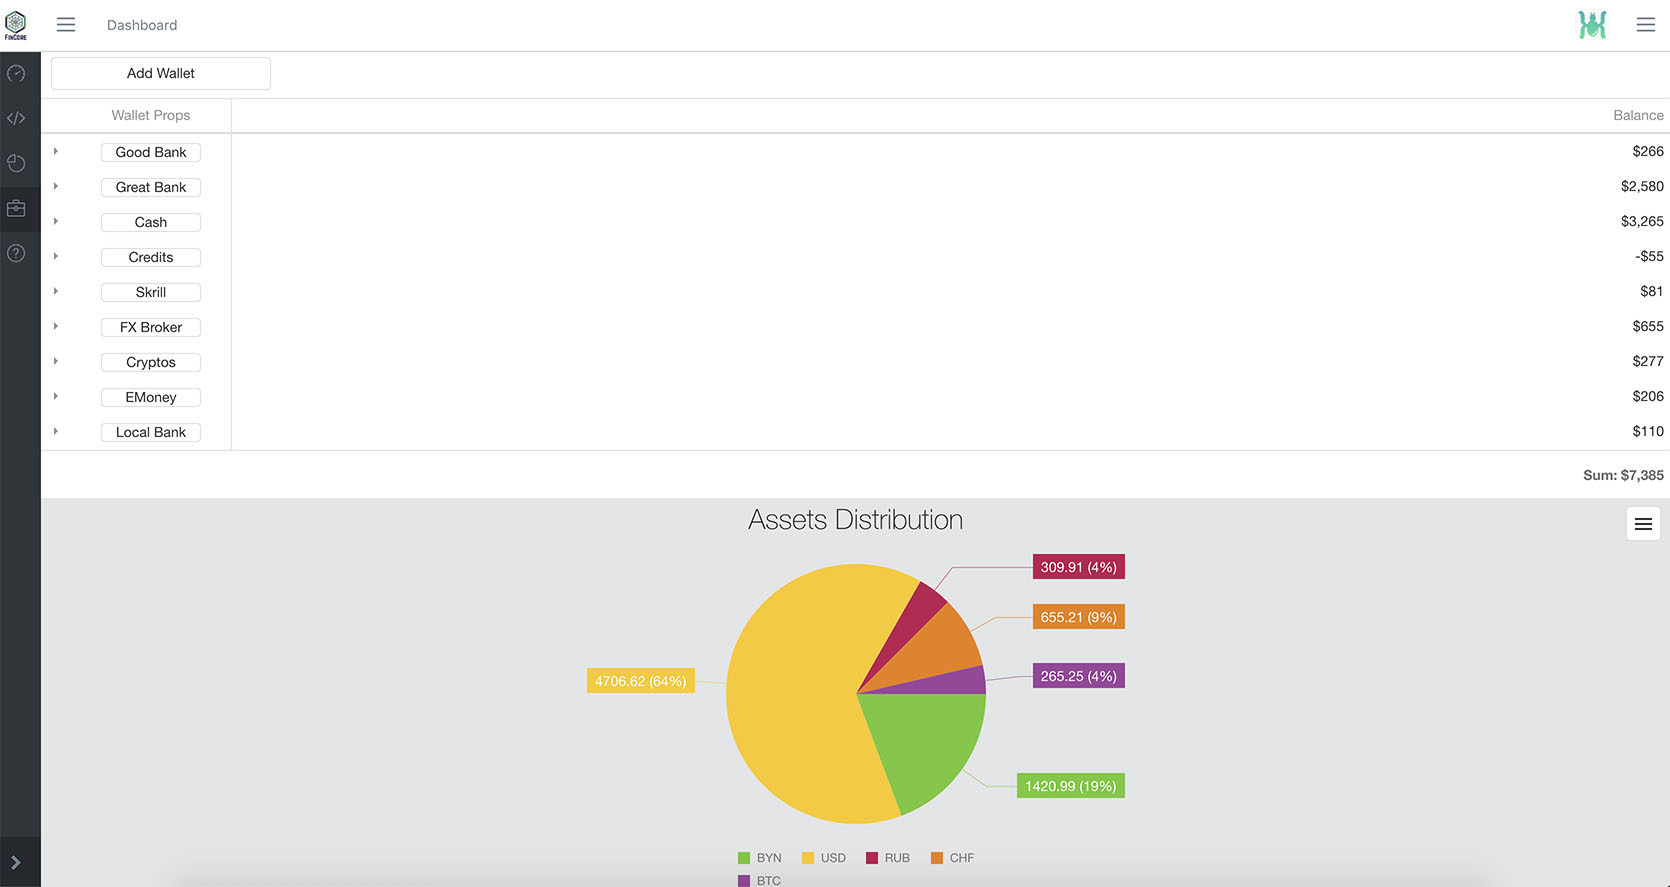 FinCore
Dashboard
Add Wallet
Wallet Props
Balance
Good Bank
$266
Great Bank
$2,580
Cash
$3,265
Credits
-$55
Skrill
$81
FX Broker
$655
Cryptos
$277
EMoney
$206
Local Bank
$110
Sum: $7,385
Assets Distribution
309.91 (4%)
655.21 (9%)
265.25 (4%)
4706.62 (64%)
1420.99 (19%)
BYN USD RUB CHF
BTC